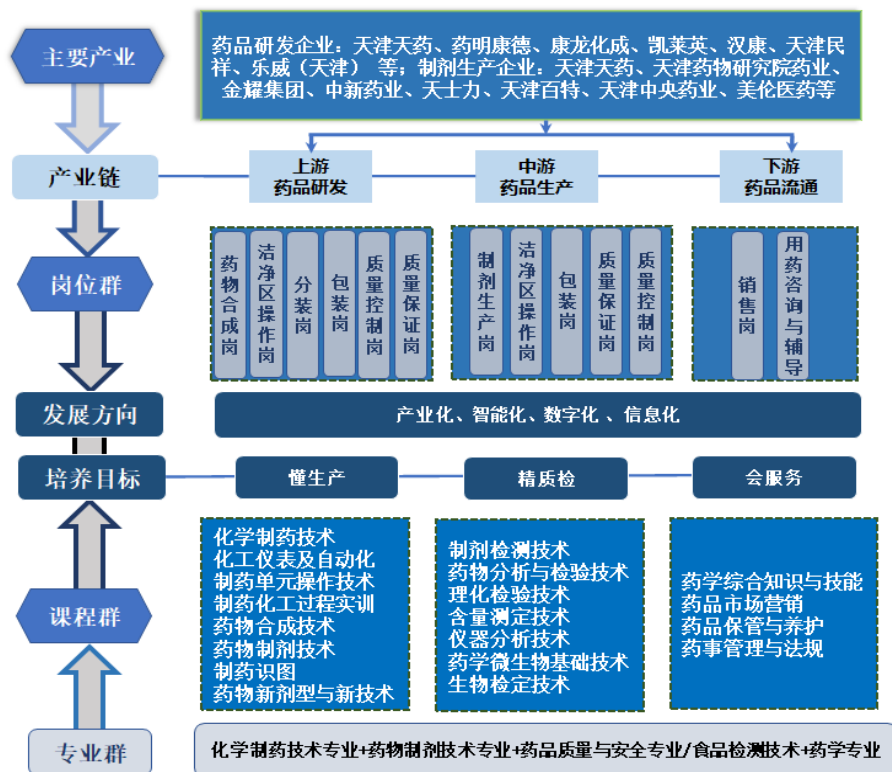 主要产业
药品研发企业：天津天药、药明康德、康龙化成、凯莱英、汉康、天津民
祥、乐威（天津） 等；制剂生产企业：天津天药、天津药物研究院药业、
金耀集团、中新药业、天士力、天津百特、天津中央药业、美伦医药等
产业链
上游
药品研发
中游
药品生产
下游
药品流通
岗位群
药物合成岗
洁净区操作岗
分装岗
包装岗
质量控制岗
质量保证岗
制剂生产岗
洁净区操作岗
包装岗
质量保证岗
质量控制岗
销售岗
用药咨询与辅导
发展方向
产业化、智能化、数字化 、信息化
培养目标
懂生产
精质检
会服务
课程群
化学制药技术
化工仪表及自动化
制药单元操作技术
制药化工过程实训
药物合成技术
药物制剂技术
制药识图
药物新剂型与新技术
制剂检测技术
药物分析与检验技术
理化检验技术
含量测定技术
仪器分析技术
药学微生物基础技术
生物检定技术
药学综合知识与技能
药品市场营销
药品保管与养护
药事管理与法规
专业群
化学制药技术专业+药物制剂技术专业+药品质量与安全专业/食品检测技术+药学专业